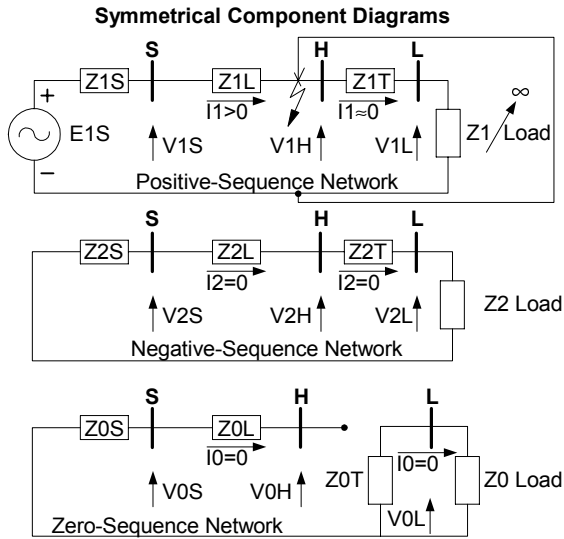 Symmetrical Component Diagrams
S H L
Z1S Z1L Z1T
+ I1>0 I1≈0 ∞
E1S V1S V1H V1L Z1 Load
−
Positive-Sequence Network
S H L
Z2S Z2L Z2T
I2=0 I2=0
V2S V2H V2L Z2 Load
Negative-Sequence Network
S H L
Z0S Z0L
I0=0 I0=0
V0S V0H Z0T Z0 Load
V0L
Zero-Sequence Network